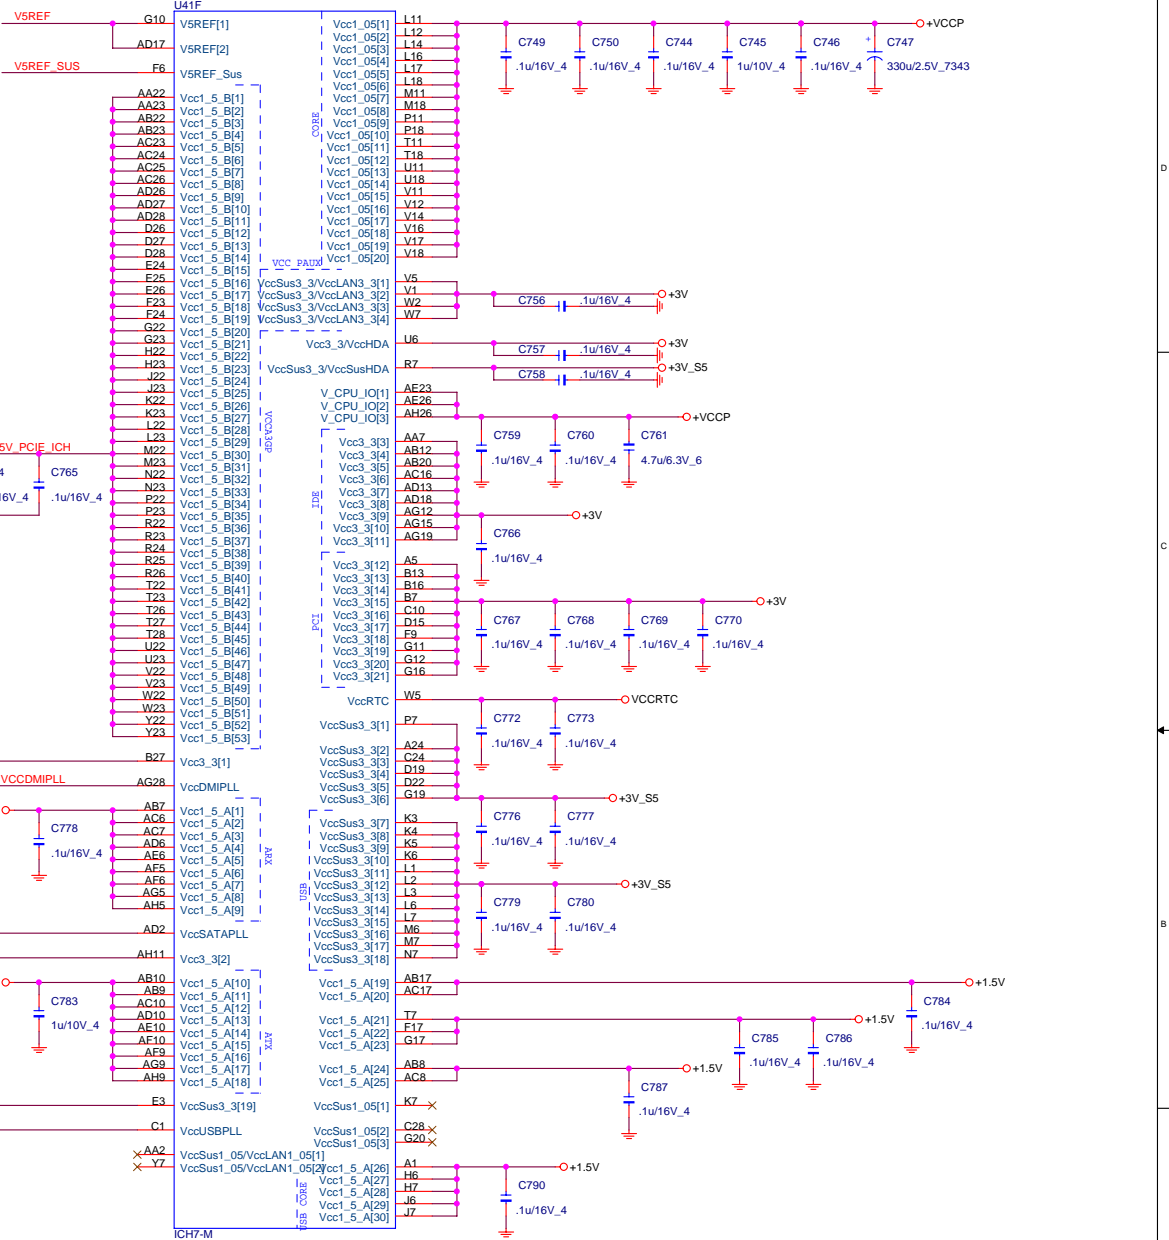 U41F
V5REF
G10 V5REF[1]
AD17 V5REF[2]
V5REF_SUS
F6 V5REF_Sus
AA22 Vcc1_5_B[1]
AA23 Vcc1_5_B[2]
AB22 Vcc1_5_B[3]
AB23 Vcc1_5_B[4]
AC23 Vcc1_5_B[5]
AC24 Vcc1_5_B[6]
AC25 Vcc1_5_B[7]
AC26 Vcc1_5_B[8]
AD26 Vcc1_5_B[9]
AD27 Vcc1_5_B[10]
AD28 Vcc1_5_B[11]
D26 Vcc1_5_B[12]
D27 Vcc1_5_B[13]
D28 Vcc1_5_B[14]
E24 Vcc1_5_B[15]
E25 Vcc1_5_B[16]
E26 Vcc1_5_B[17]
F23 Vcc1_5_B[18]
F24 Vcc1_5_B[19]
G22 Vcc1_5_B[20]
G23 Vcc1_5_B[21]
H22 Vcc1_5_B[22]
H23 Vcc1_5_B[23]
J22 Vcc1_5_B[24]
J23 Vcc1_5_B[25]
K22 Vcc1_5_B[26]
K23 Vcc1_5_B[27]
L22 Vcc1_5_B[28]
L23 Vcc1_5_B[29]
M22 Vcc1_5_B[30]
M23 Vcc1_5_B[31]
N22 Vcc1_5_B[32]
N23 Vcc1_5_B[33]
P22 Vcc1_5_B[34]
P23 Vcc1_5_B[35]
R22 Vcc1_5_B[36]
R23 Vcc1_5_B[37]
R24 Vcc1_5_B[38]
R25 Vcc1_5_B[39]
R26 Vcc1_5_B[40]
T22 Vcc1_5_B[41]
T23 Vcc1_5_B[42]
T26 Vcc1_5_B[43]
T27 Vcc1_5_B[44]
T28 Vcc1_5_B[45]
U22 Vcc1_5_B[46]
U23 Vcc1_5_B[47]
V22 Vcc1_5_B[48]
V23 Vcc1_5_B[49]
W22 Vcc1_5_B[50]
W23 Vcc1_5_B[51]
Y22 Vcc1_5_B[52]
Y23 Vcc1_5_B[53]
5V_PCIE_ICH
4
16V_4
C765
.1u/16V_4
B27 Vcc3_3[1]
VCCDMIPLL
AG28 VccDMIPLL
AB7 Vcc1_5_A[1]
AC6 Vcc1_5_A[2]
AC7 Vcc1_5_A[3]
AD6 Vcc1_5_A[4]
AE6 Vcc1_5_A[5]
AF5 Vcc1_5_A[6]
AF6 Vcc1_5_A[7]
AG5 Vcc1_5_A[8]
AH5 Vcc1_5_A[9]
C778
.1u/16V_4
AD2 VccSATAPLL
AH11 Vcc3_3[2]
AB10 Vcc1_5_A[10]
AB9 Vcc1_5_A[11]
AC10 Vcc1_5_A[12]
AD10 Vcc1_5_A[13]
AE10 Vcc1_5_A[14]
AF10 Vcc1_5_A[15]
AF9 Vcc1_5_A[16]
AG9 Vcc1_5_A[17]
AH9 Vcc1_5_A[18]
C783
1u/10V_4
E3 VccSus3_3[19]
C1 VccUSBPLL
AA2 VccSus1_05/VccLAN1_05[1]
Y7 VccSus1_05/VccLAN1_05[2]
CORE
VCC PAUX
VCCA3GP
IDE
PCI
ARX
USB
ATX
USB CORE
Vcc1_05[1] L11
Vcc1_05[2] L12
Vcc1_05[3] L14
Vcc1_05[4] L16
Vcc1_05[5] L17
Vcc1_05[6] L18
Vcc1_05[7] M11
Vcc1_05[8] M18
Vcc1_05[9] P11
Vcc1_05[10] P18
Vcc1_05[11] T11
Vcc1_05[12] T18
Vcc1_05[13] U11
Vcc1_05[14] U18
Vcc1_05[15] V11
Vcc1_05[16] V12
Vcc1_05[17] V14
Vcc1_05[18] V16
Vcc1_05[19] V17
Vcc1_05[20] V18
+VCCP
C749 C750 C744 C745 C746 + C747
.1u/16V_4 .1u/16V_4 .1u/16V_4 1u/10V_4 .1u/16V_4 330u/2.5V_7343
VccSus3_3/VccLAN3_3[1] V5
VccSus3_3/VccLAN3_3[2] V1
VccSus3_3/VccLAN3_3[3] W2
VccSus3_3/VccLAN3_3[4] W7
+3V
C756 .1u/16V_4
Vcc3_3/VccHDA U6
+3V
C757 .1u/16V_4
VccSus3_3/VccSusHDA R7
+3V_S5
C758 .1u/16V_4
V_CPU_IO[1] AE23
V_CPU_IO[2] AE26
V_CPU_IO[3] AH26
+VCCP
C759 C760 C761
.1u/16V_4 .1u/16V_4 4.7u/6.3V_6
Vcc3_3[3] AA7
Vcc3_3[4] AB12
Vcc3_3[5] AB20
Vcc3_3[6] AC16
Vcc3_3[7] AD13
Vcc3_3[8] AD18
Vcc3_3[9] AG12
Vcc3_3[10] AG15
Vcc3_3[11] AG19
+3V
C766
.1u/16V_4
Vcc3_3[12] A5
Vcc3_3[13] B13
Vcc3_3[14] B16
Vcc3_3[15] B7
Vcc3_3[16] C10
Vcc3_3[17] D15
Vcc3_3[18] F9
Vcc3_3[19] G11
Vcc3_3[20] G12
Vcc3_3[21] G16
+3V
C767 C768 C769 C770
.1u/16V_4 .1u/16V_4 .1u/16V_4 .1u/16V_4
VccRTC W5
VCCRTC
C772 C773
.1u/16V_4 .1u/16V_4
VccSus3_3[1] P7
VccSus3_3[2] A24
VccSus3_3[3] C24
VccSus3_3[4] D19
VccSus3_3[5] D22
VccSus3_3[6] G19
+3V_S5
C776 C777
.1u/16V_4 .1u/16V_4
VccSus3_3[7] K3
VccSus3_3[8] K4
VccSus3_3[9] K5
VccSus3_3[10] K6
VccSus3_3[11] L1
VccSus3_3[12] L2
VccSus3_3[13] L3
VccSus3_3[14] L6
VccSus3_3[15] L7
VccSus3_3[16] M6
VccSus3_3[17] M7
VccSus3_3[18] N7
+3V_S5
C779 C780
.1u/16V_4 .1u/16V_4
Vcc1_5_A[19] AB17
Vcc1_5_A[20] AC17
+1.5V
C784
.1u/16V_4
Vcc1_5_A[21] T7
Vcc1_5_A[22] F17
Vcc1_5_A[23] G17
+1.5V
C785 C786
.1u/16V_4 .1u/16V_4
Vcc1_5_A[24] AB8
Vcc1_5_A[25] AC8
+1.5V
C787
.1u/16V_4
VccSus1_05[1] K7
VccSus1_05[2] C28
VccSus1_05[3] G20
Vcc1_5_A[26] A1
Vcc1_5_A[27] H6
Vcc1_5_A[28] H7
Vcc1_5_A[29] J6
Vcc1_5_A[30] J7
+1.5V
C790
.1u/16V_4
ICH7-M
D
C
B